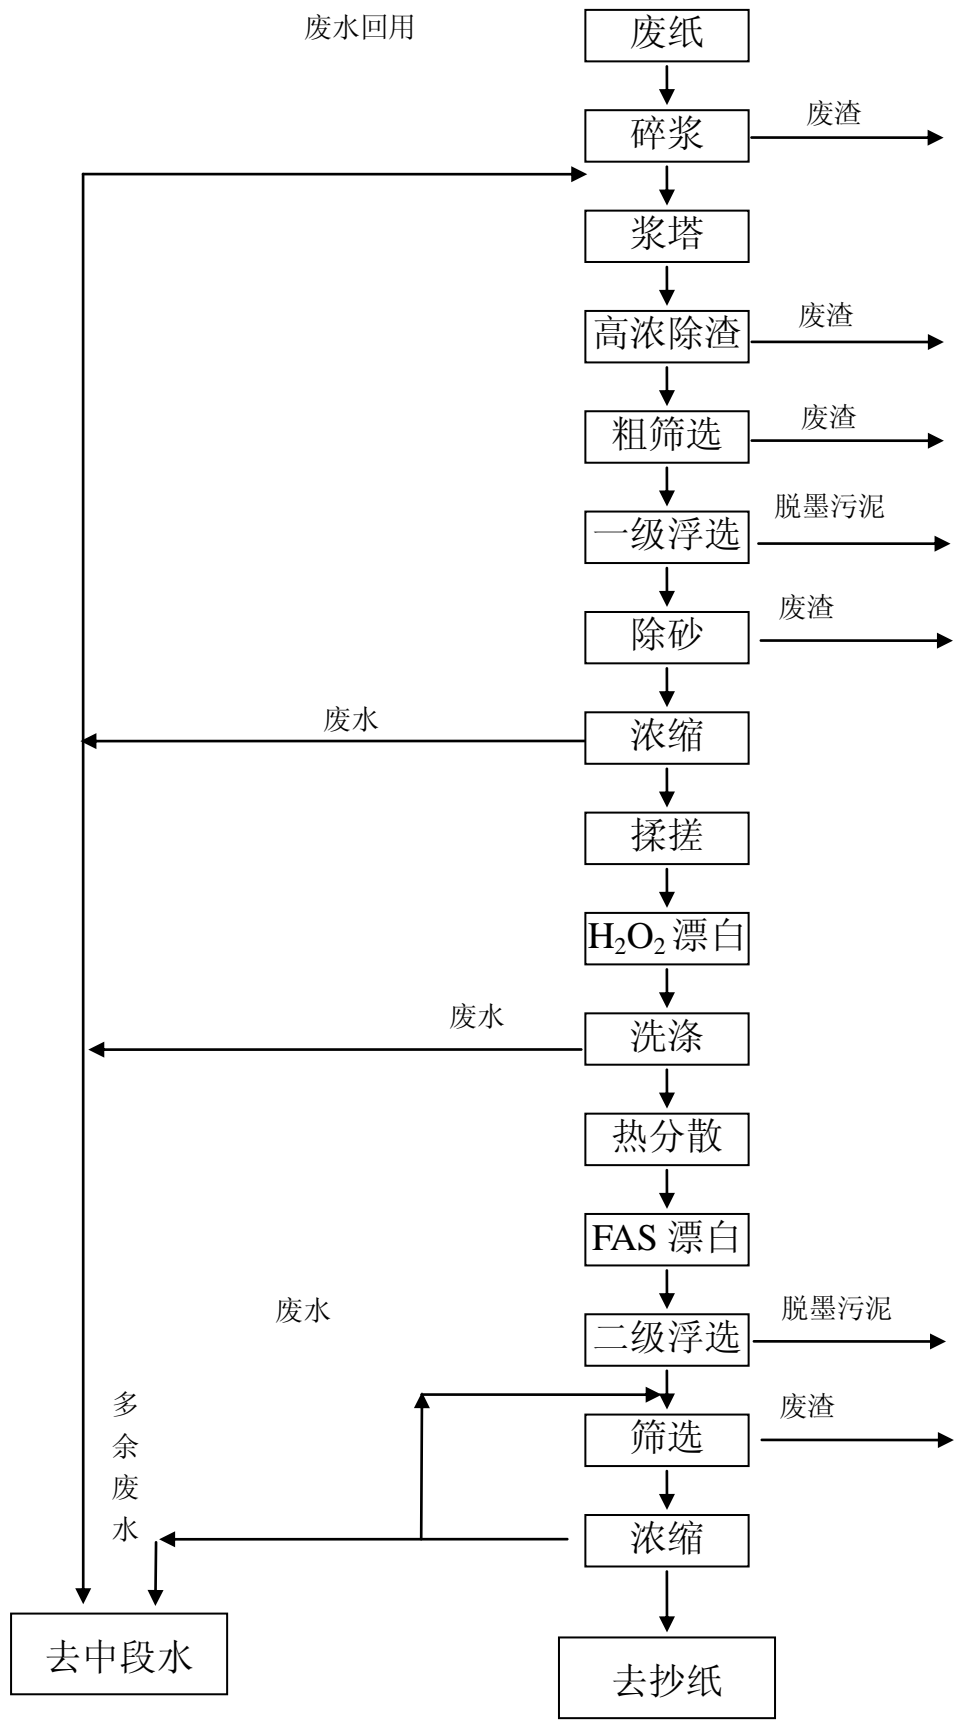 废水回用
废纸
碎浆
废渣
浆塔
高浓除渣
废渣
粗筛选
废渣
一级浮选
脱墨污泥
除砂
废渣
废水
浓缩
揉搓
H₂O₂漂白
废水
洗涤
热分散
FAS 漂白
废水
二级浮选
脱墨污泥
多余废水
筛选
废渣
浓缩
去中段水
去抄纸